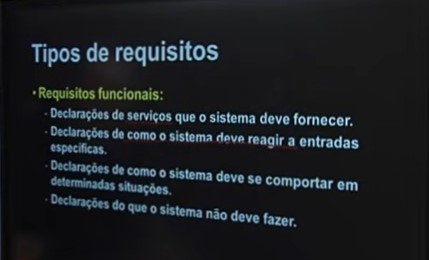 Tipos de requisitos
• Requisitos funcionais:
- Declarações de serviços que o sistema deve fornecer.
- Declarações de como o sistema deve reagir a entradas
específicas.
- Declarações de como o sistema deve se comportar em
determinadas situações.
- Declarações do que o sistema não deve fazer.